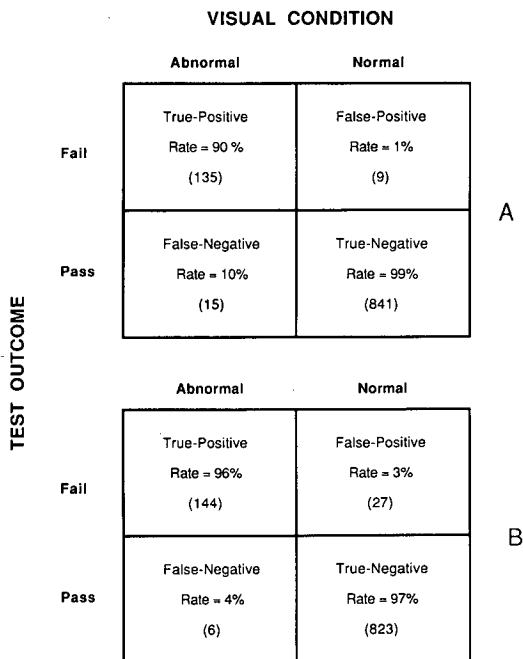 VISUAL CONDITION
Abnormal Normal
Fail
True-Positive
Rate = 90 %
(135)
False-Positive
Rate = 1%
(9)
A
Pass
False-Negative
Rate = 10%
(15)
True-Negative
Rate = 99%
(841)
TEST OUTCOME
Abnormal Normal
Fail
True-Positive
Rate = 96%
(144)
False-Positive
Rate = 3%
(27)
B
Pass
False-Negative
Rate = 4%
(6)
True-Negative
Rate = 97%
(823)